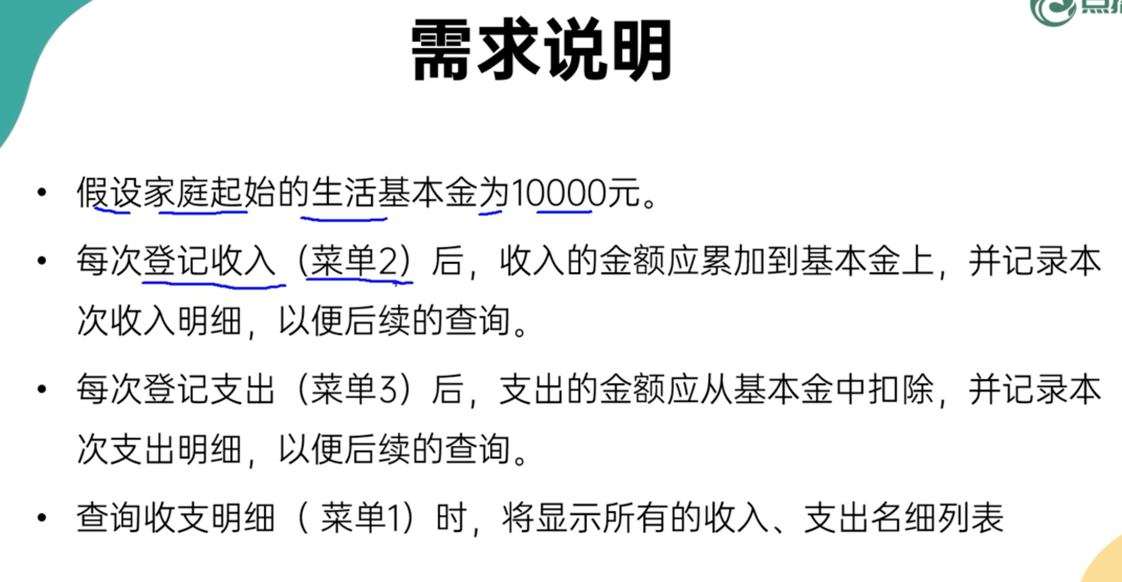 需求说明
• 假设家庭起始的生活基本金为10000元。
• 每次登记收入（菜单2）后，收入的金额应累加到基本金上，并记录本
次收入明细，以便后续的查询。
• 每次登记支出（菜单3）后，支出的金额应从基本金中扣除，并记录本
次支出明细，以便后续的查询。
• 查询收支明细（ 菜单1）时，将显示所有的收入、支出名细列表